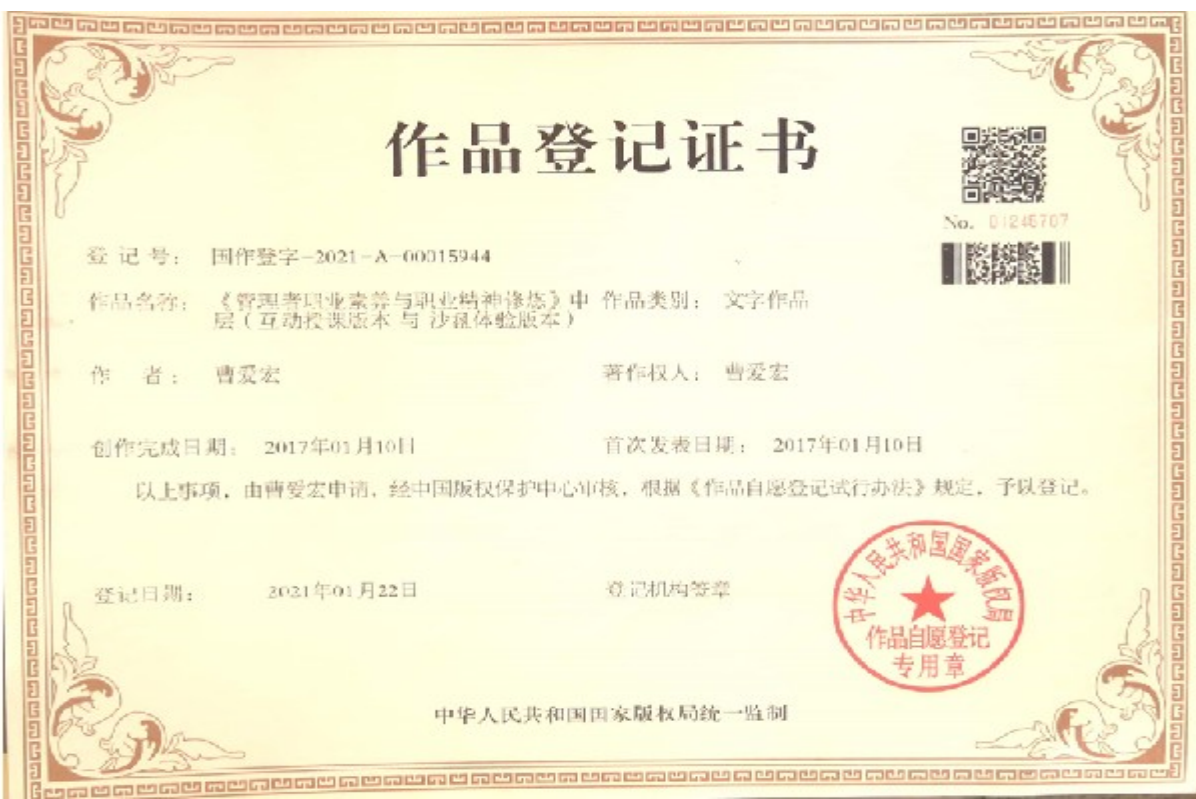 作品登记证书
No. 01246707
登 记 号： 国作登字-2021-A-00015944
作品名称： 《管理者职业素养与职业精神修炼》中 作品类别： 文字作品
层（互动授课版本 与 沙盘体验版本）
作 者： 曹爱宏 著作权人： 曹爱宏
创作完成日期： 2017年01月10日 首次发表日期： 2017年01月10日
以上事项，由曹爱宏申请，经中国版权保护中心审核，根据《作品自愿登记试行办法》规定，予以登记。
登记日期： 2021年01月22日 登记机构签章
中华人民共和国国家版权局
作品自愿登记
专用章
中华人民共和国国家版权局统一监制